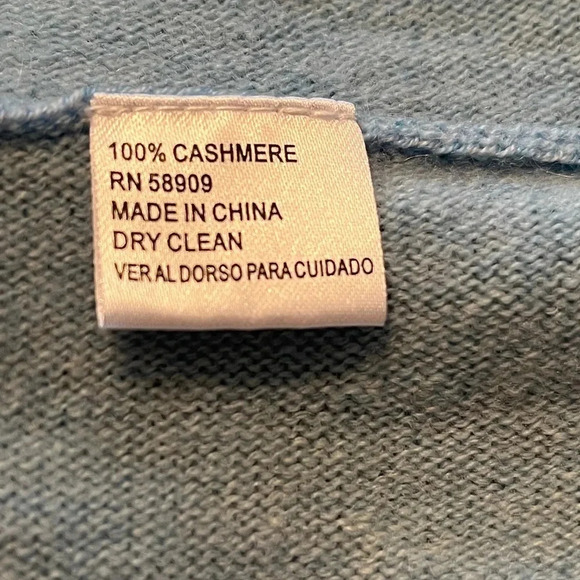 100% CASHMERE
RN 58909
MADE IN CHINA
DRY CLEAN
VER AL DORSO PARA CUIDADO